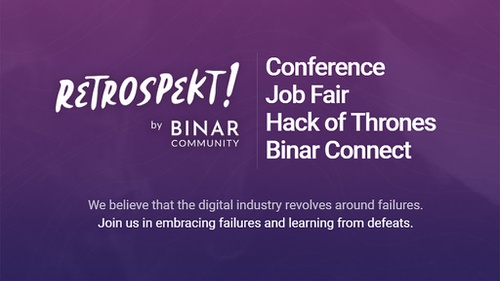 RETROSPEKT!
by BINAR
COMMUNITY
Conference
Job Fair
Hack of Thrones
Binar Connect
We believe that the digital industry revolves around failures.
Join us in embracing failures and learning from defeats.